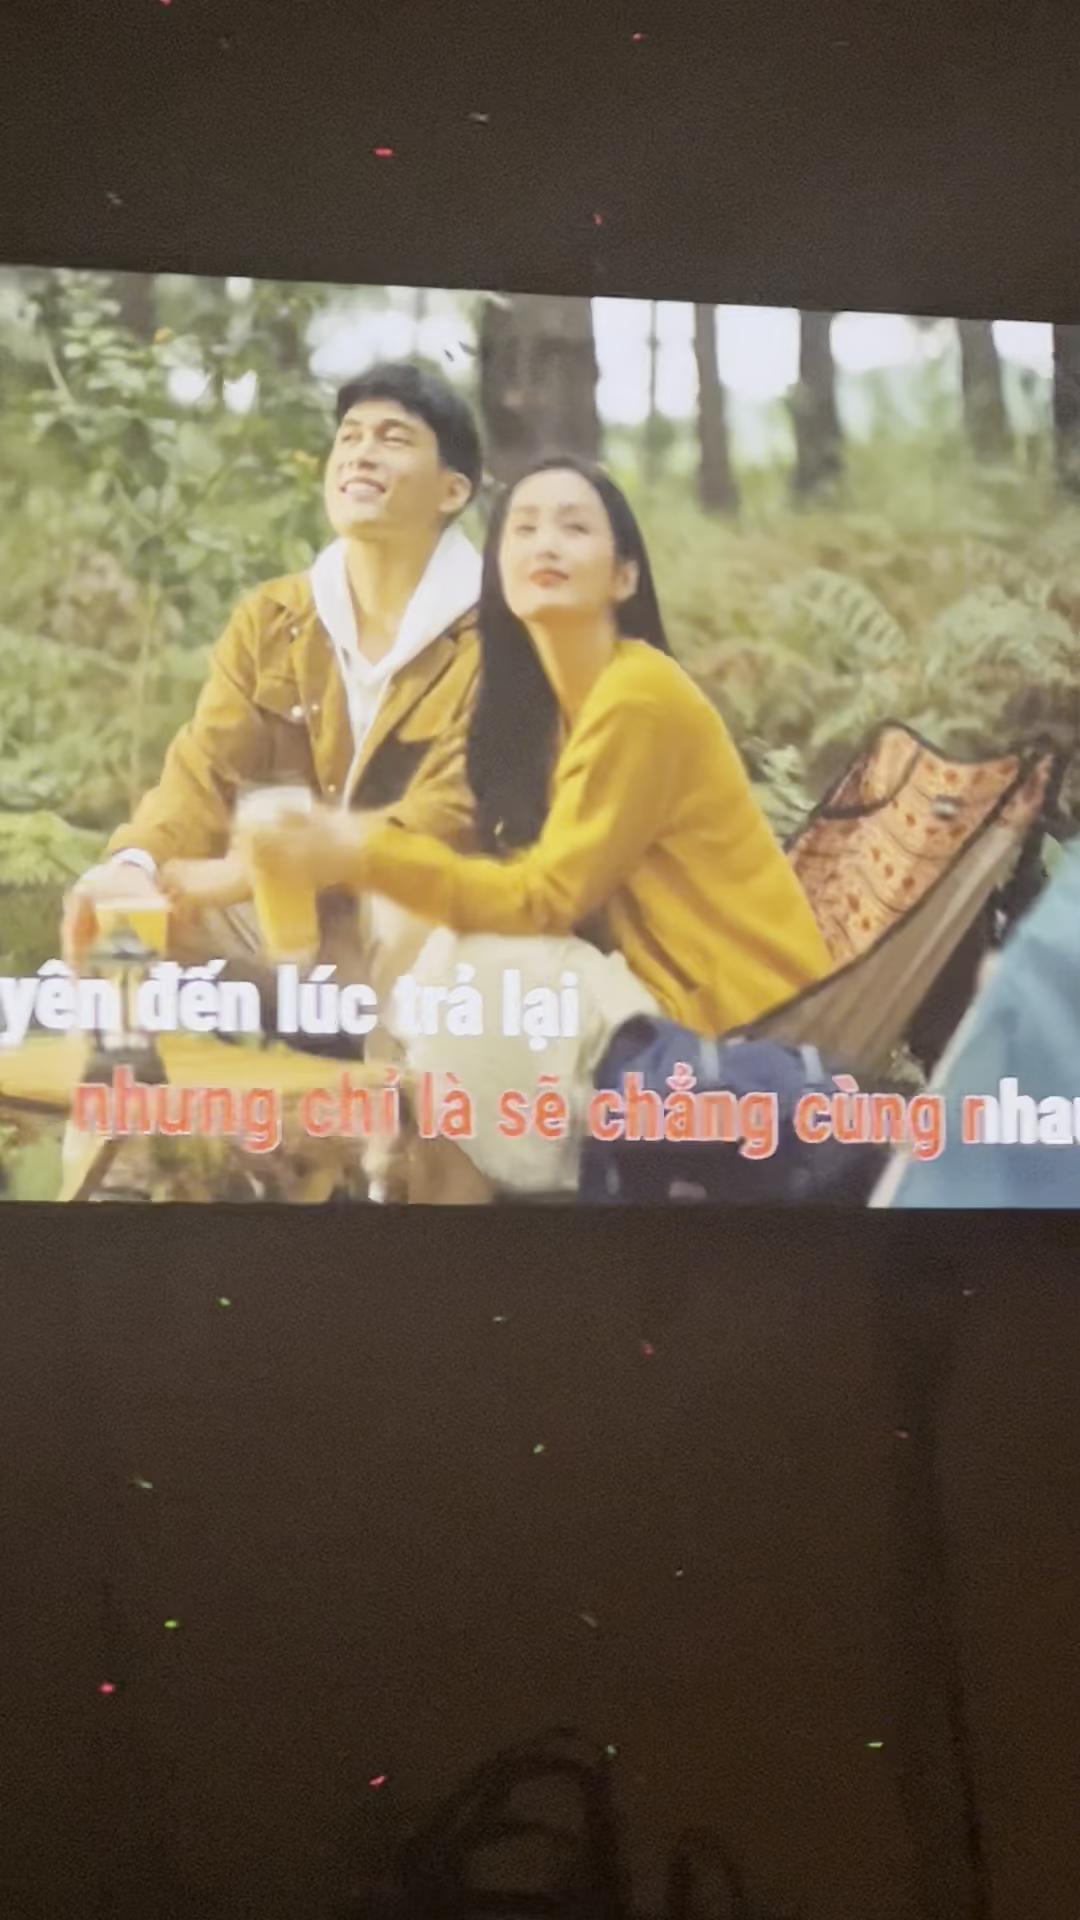 yên đến lúc trả lại
nhưng chỉ là sẽ chẳng cùng nhau